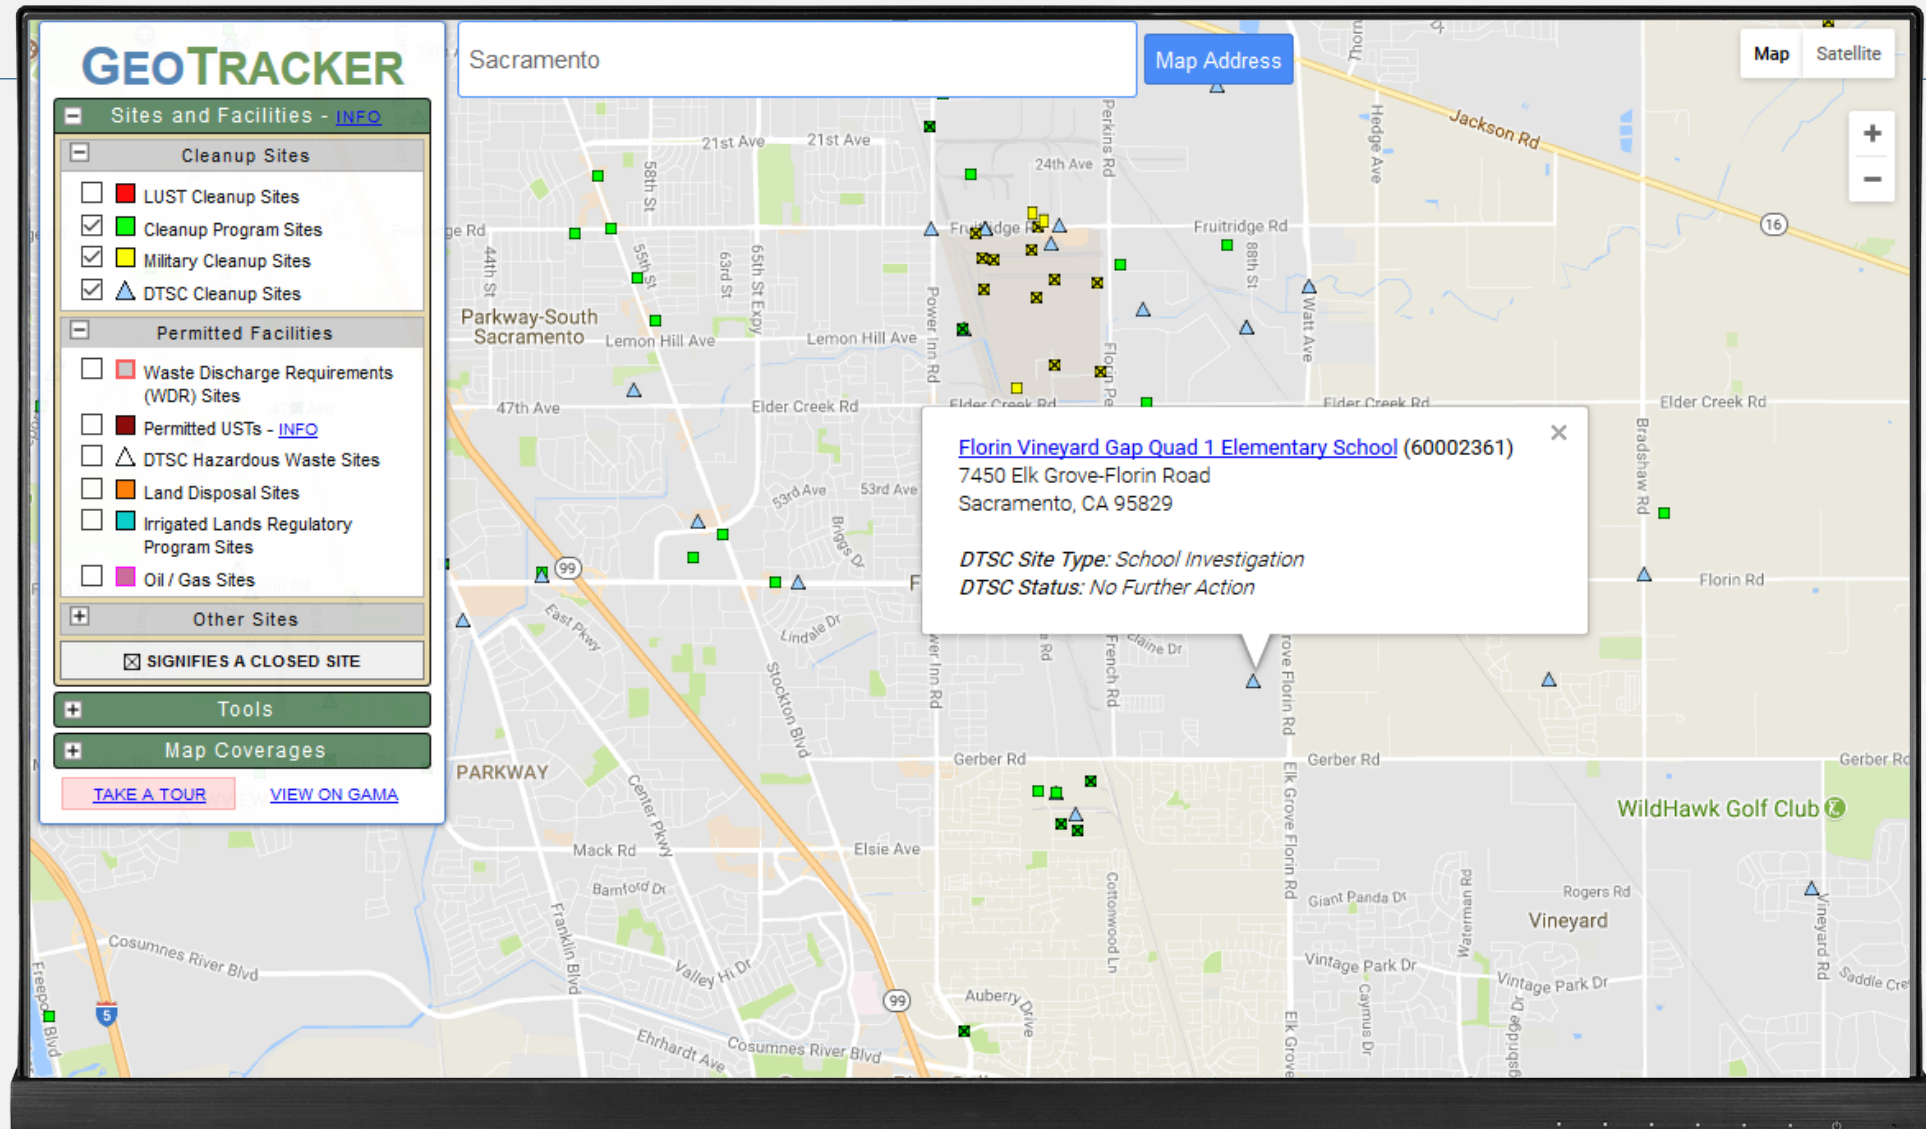 GEOTRACKER
Sites and Facilities - INFO
Cleanup Sites
LUST Cleanup Sites
Cleanup Program Sites
Military Cleanup Sites
DTSC Cleanup Sites
Permitted Facilities
Waste Discharge Requirements
(WDR) Sites
Permitted USTs - INFO
DTSC Hazardous Waste Sites
Land Disposal Sites
Irrigated Lands Regulatory
Program Sites
Oil / Gas Sites
Other Sites
SIGNIFIES A CLOSED SITE
Tools
Map Coverages
TAKE A TOUR
VIEW ON GAMA
Sacramento
Map Address
Map
Satellite
+
−
Jackson Rd
Hedge Ave
Perkins Rd
21st Ave
21st Ave
24th Ave
58th St
Fruitridge Rd
16
44th St
55th St
63rd St
65th St Expy
88th St
Power Inn Rd
Watt Ave
Parkway-South
Sacramento
Lemon Hill Ave
Lemon Hill Ave
47th Ave
Elder Creek Rd
Elder Creek Rd
Elder Creek Rd
Elder Creek Rd
Bradshaw Rd
Florin Vineyard Gap Quad 1 Elementary School (60002361)
7450 Elk Grove-Florin Road
Sacramento, CA 95829
DTSC Site Type: School Investigation
DTSC Status: No Further Action
53rd Ave
53rd Ave
Briggs Dr
99
Florin Rd
East Pkwy
Lindale Dr
Stockton Blvd
French Rd
Gerber Rd
Gerber Rd
Gerber Rd
PARKWAY
Center Pkwy
Elk Grove Florin Rd
WildHawk Golf Club
Mack Rd
Elsie Ave
Bamford Dr
Franklin Blvd
Cottonwood Ln
Giant Panda Dr
Waterman Rd
Rogers Rd
Vineyard
Vineyard Rd
Cosumnes River Blvd
Valley Hi Dr
Vintage Park Dr
Vintage Park Dr
Saddle Cre
5
99
Auberry Drive
Caymus Dr
Elk Grove
Ehrhardt Ave
Cosumnes River Blvd